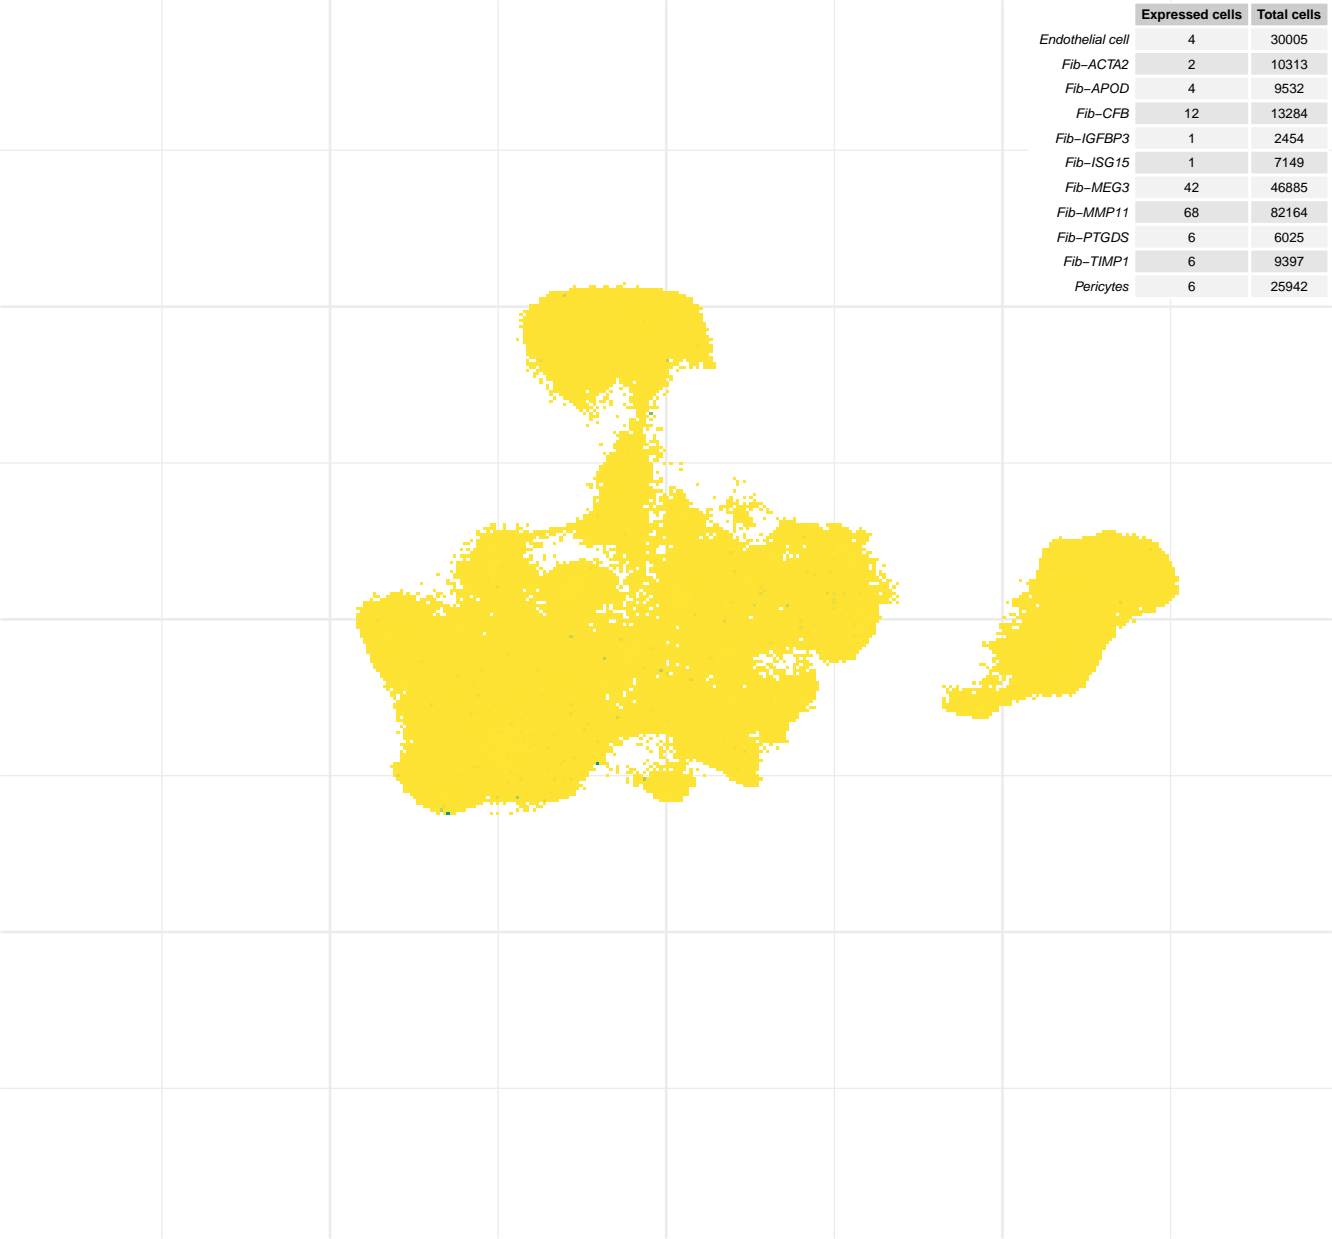 Expressed cells Total cells
Endothelial cell 4 30005
Fib−ACTA2 2 10313
Fib−APOD 4 9532
Fib−CFB 12 13284
Fib−IGFBP3 1 2454
Fib−ISG15 1 7149
Fib−MEG3 42 46885
Fib−MMP11 68 82164
Fib−PTGDS 6 6025
Fib−TIMP1 6 9397
Pericytes 6 25942